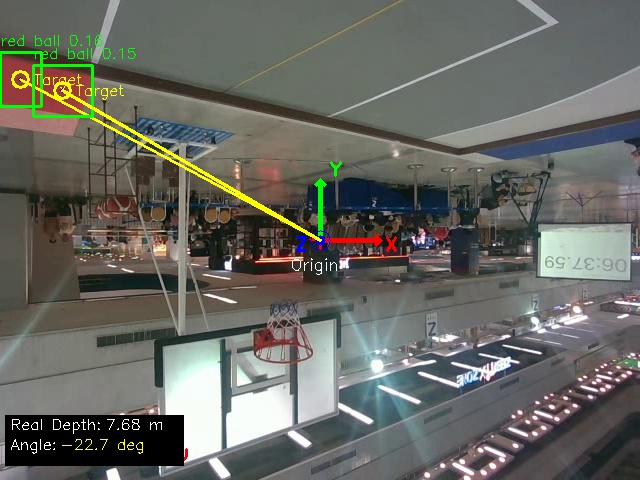 red ball 0.16
red ball 0.15
Target
Target
Y
Z
X
Origin
06:37.59
Z
Z
Real Depth: 7.68 m
Angle: -22.7 deg